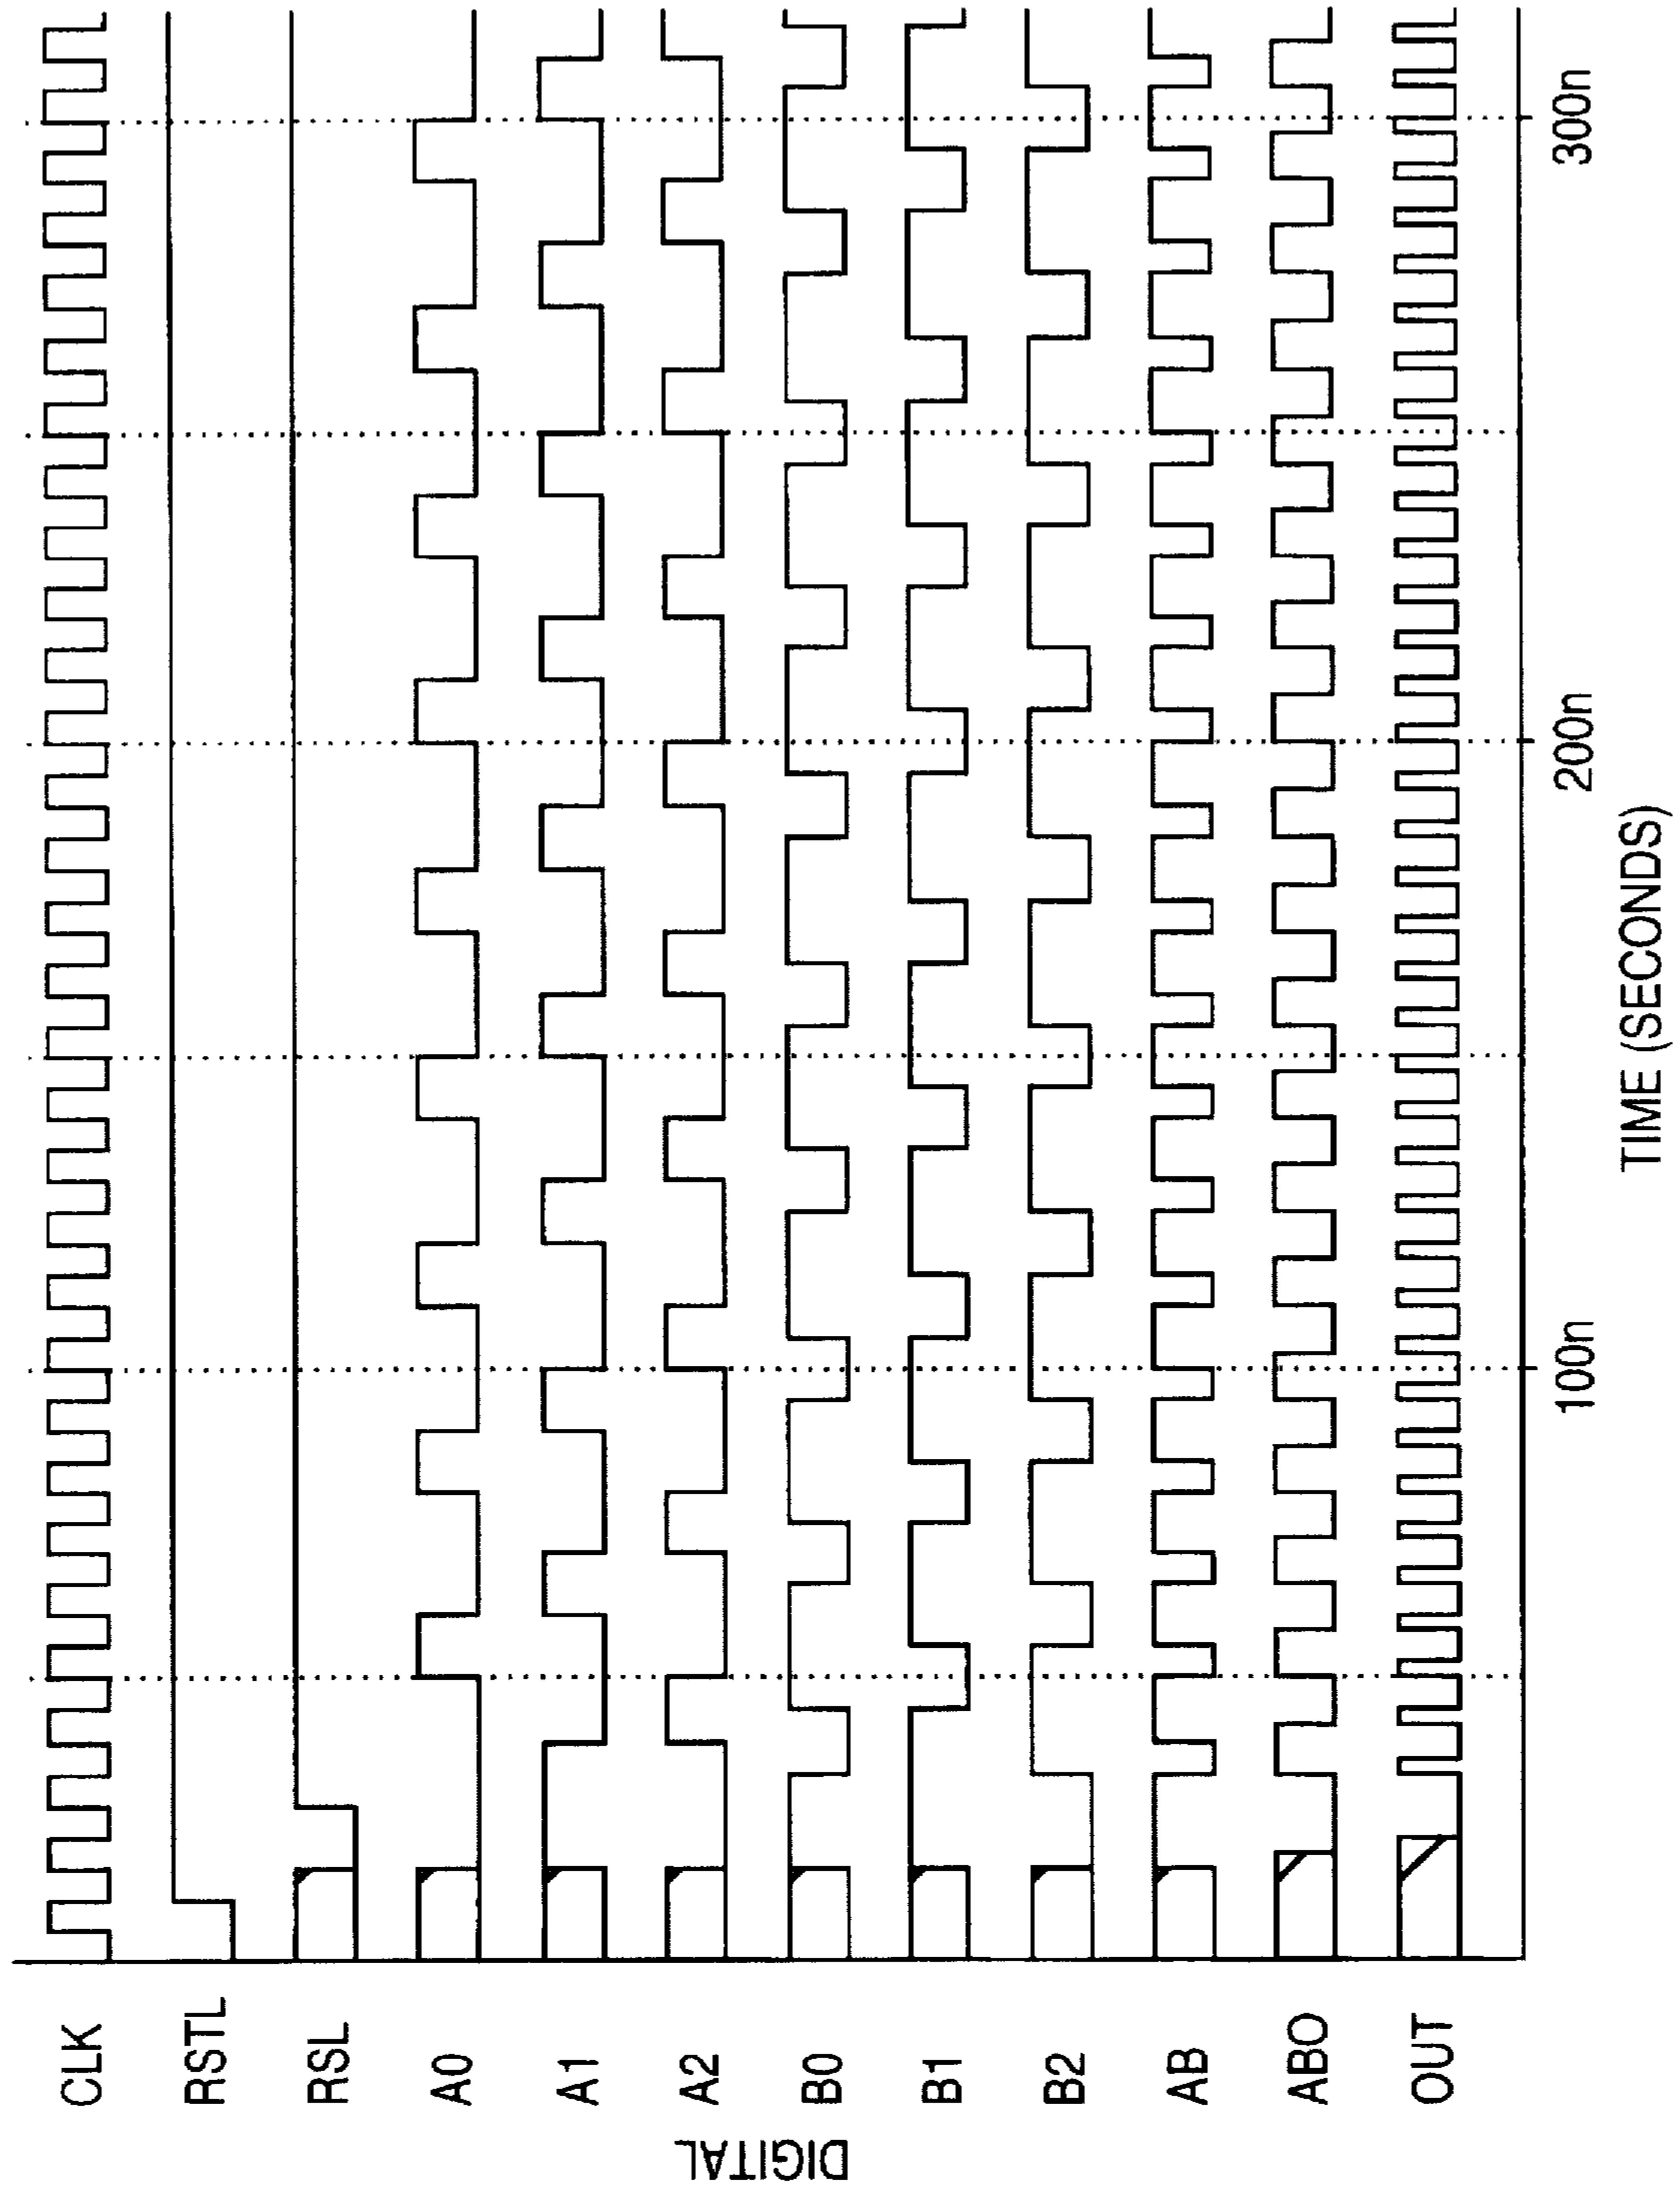 DIGITAL
CLK
RSTL
RSL
A0
A1
A2
B0
B1
B2
AB
ABO
OUT
100n
200n
300n
TIME (SECONDS)